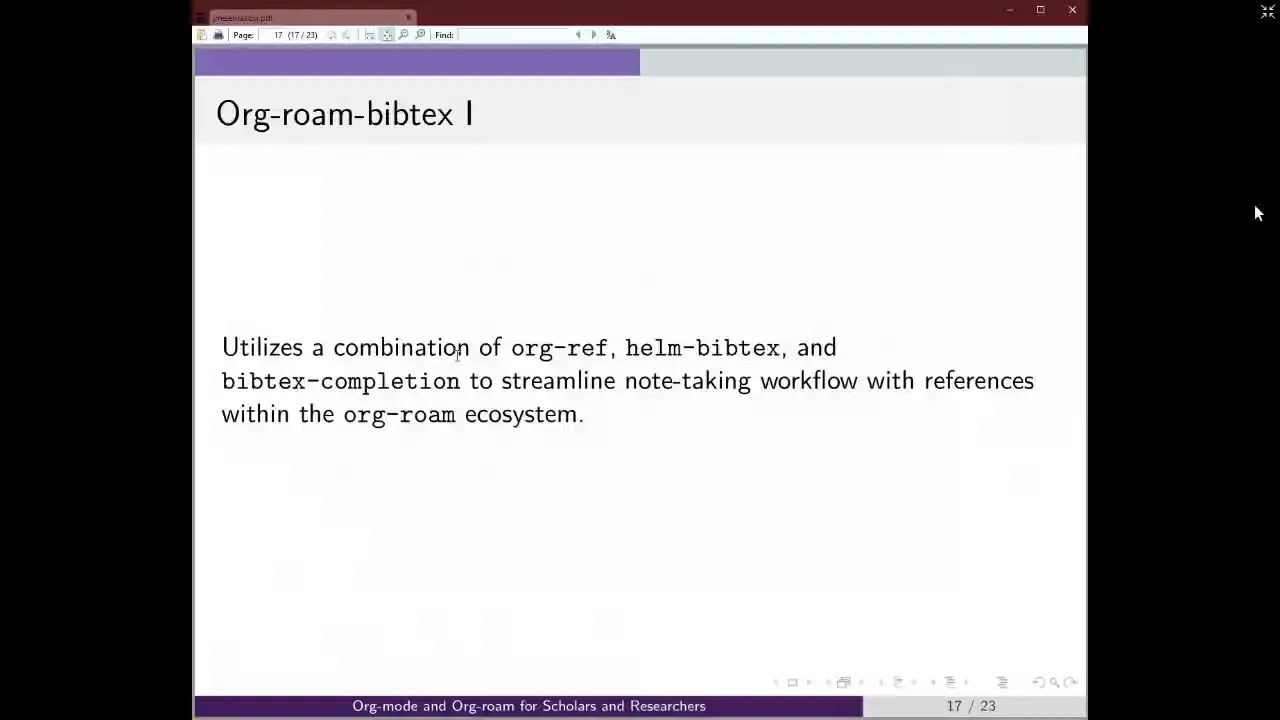 presentation.pdf
Page: 17 (17 / 23) Find:
Org-roam-bibtex I
Utilizes a combination of org-ref, helm-bibtex, and
bibtex-completion to streamline note-taking workflow with references
within the org-roam ecosystem.
Org-mode and Org-roam for Scholars and Researchers 17 / 23